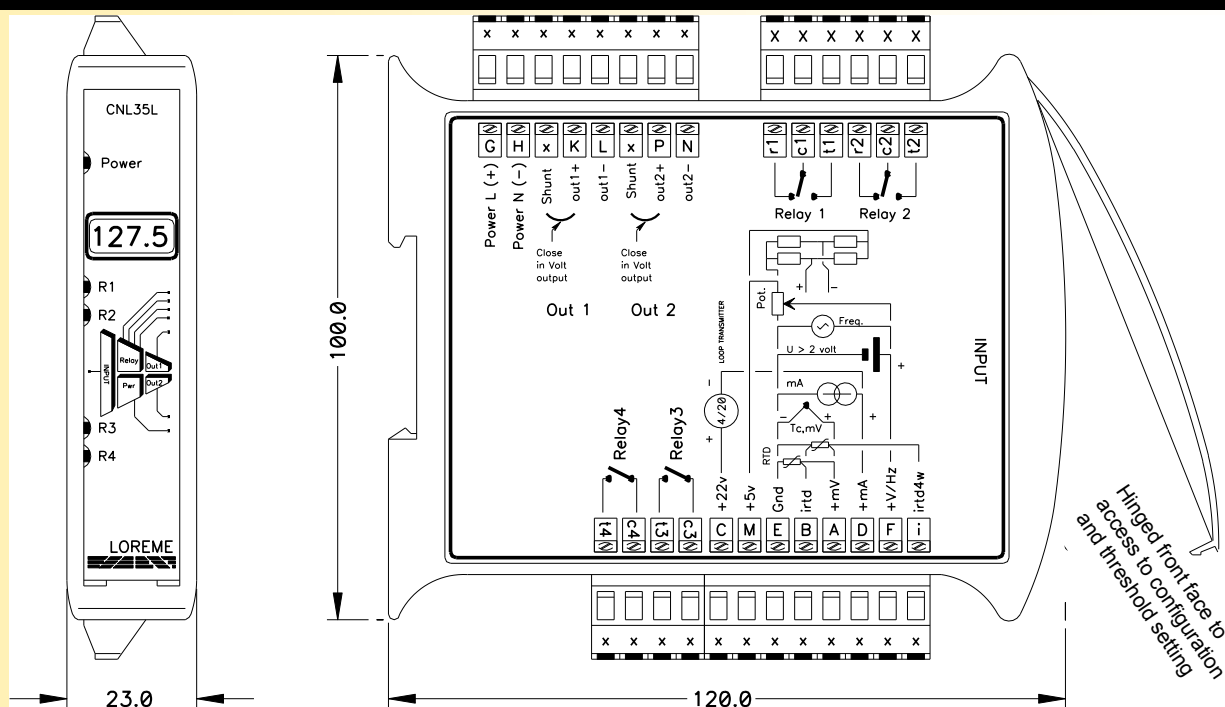 CNL35L
Power
127.5
R1
R2
INPUT
Relay
Out1
Pwr
Out2
R3
R4
LOREME
23.0
100.0
120.0
x x x x x x x x
x x x x x x
G H x K L x P N
Power L (+)
Power N (-)
Shunt
out1+
out1-
Shunt
out2+
out2-
Close
in Volt
output
Close
in Volt
output
Out 1
Out 2
r1 c1 t1 r2 c2 t2
Relay 1
Relay 2
+ -
Pot.
Freq.
U > 2 volt
+
mA
- + +
Tc,mV
RTD
LOOP TRANSMITTER
-
4/20
+
INPUT
Relay4
Relay3
+22v
+5v
Gnd
irtd
+mV
+mA
+V/Hz
irtd4w
t4 c4 t3 c3 C M E B A D F i
x x x x x x x x x x x x
Hinged front face to
access to configuration
and threshold setting